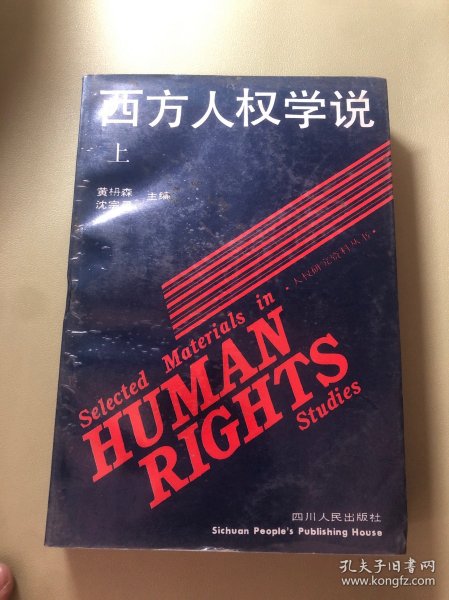 西方人权学说
上
黄枬森
沈宗 主编
·人权研究资料丛书·
Selected Materials in
HUMAN
RIGHTS
Studies
四川人民出版社
Sichuan People's Publishing House
孔夫子旧书网
www.kongfz.com